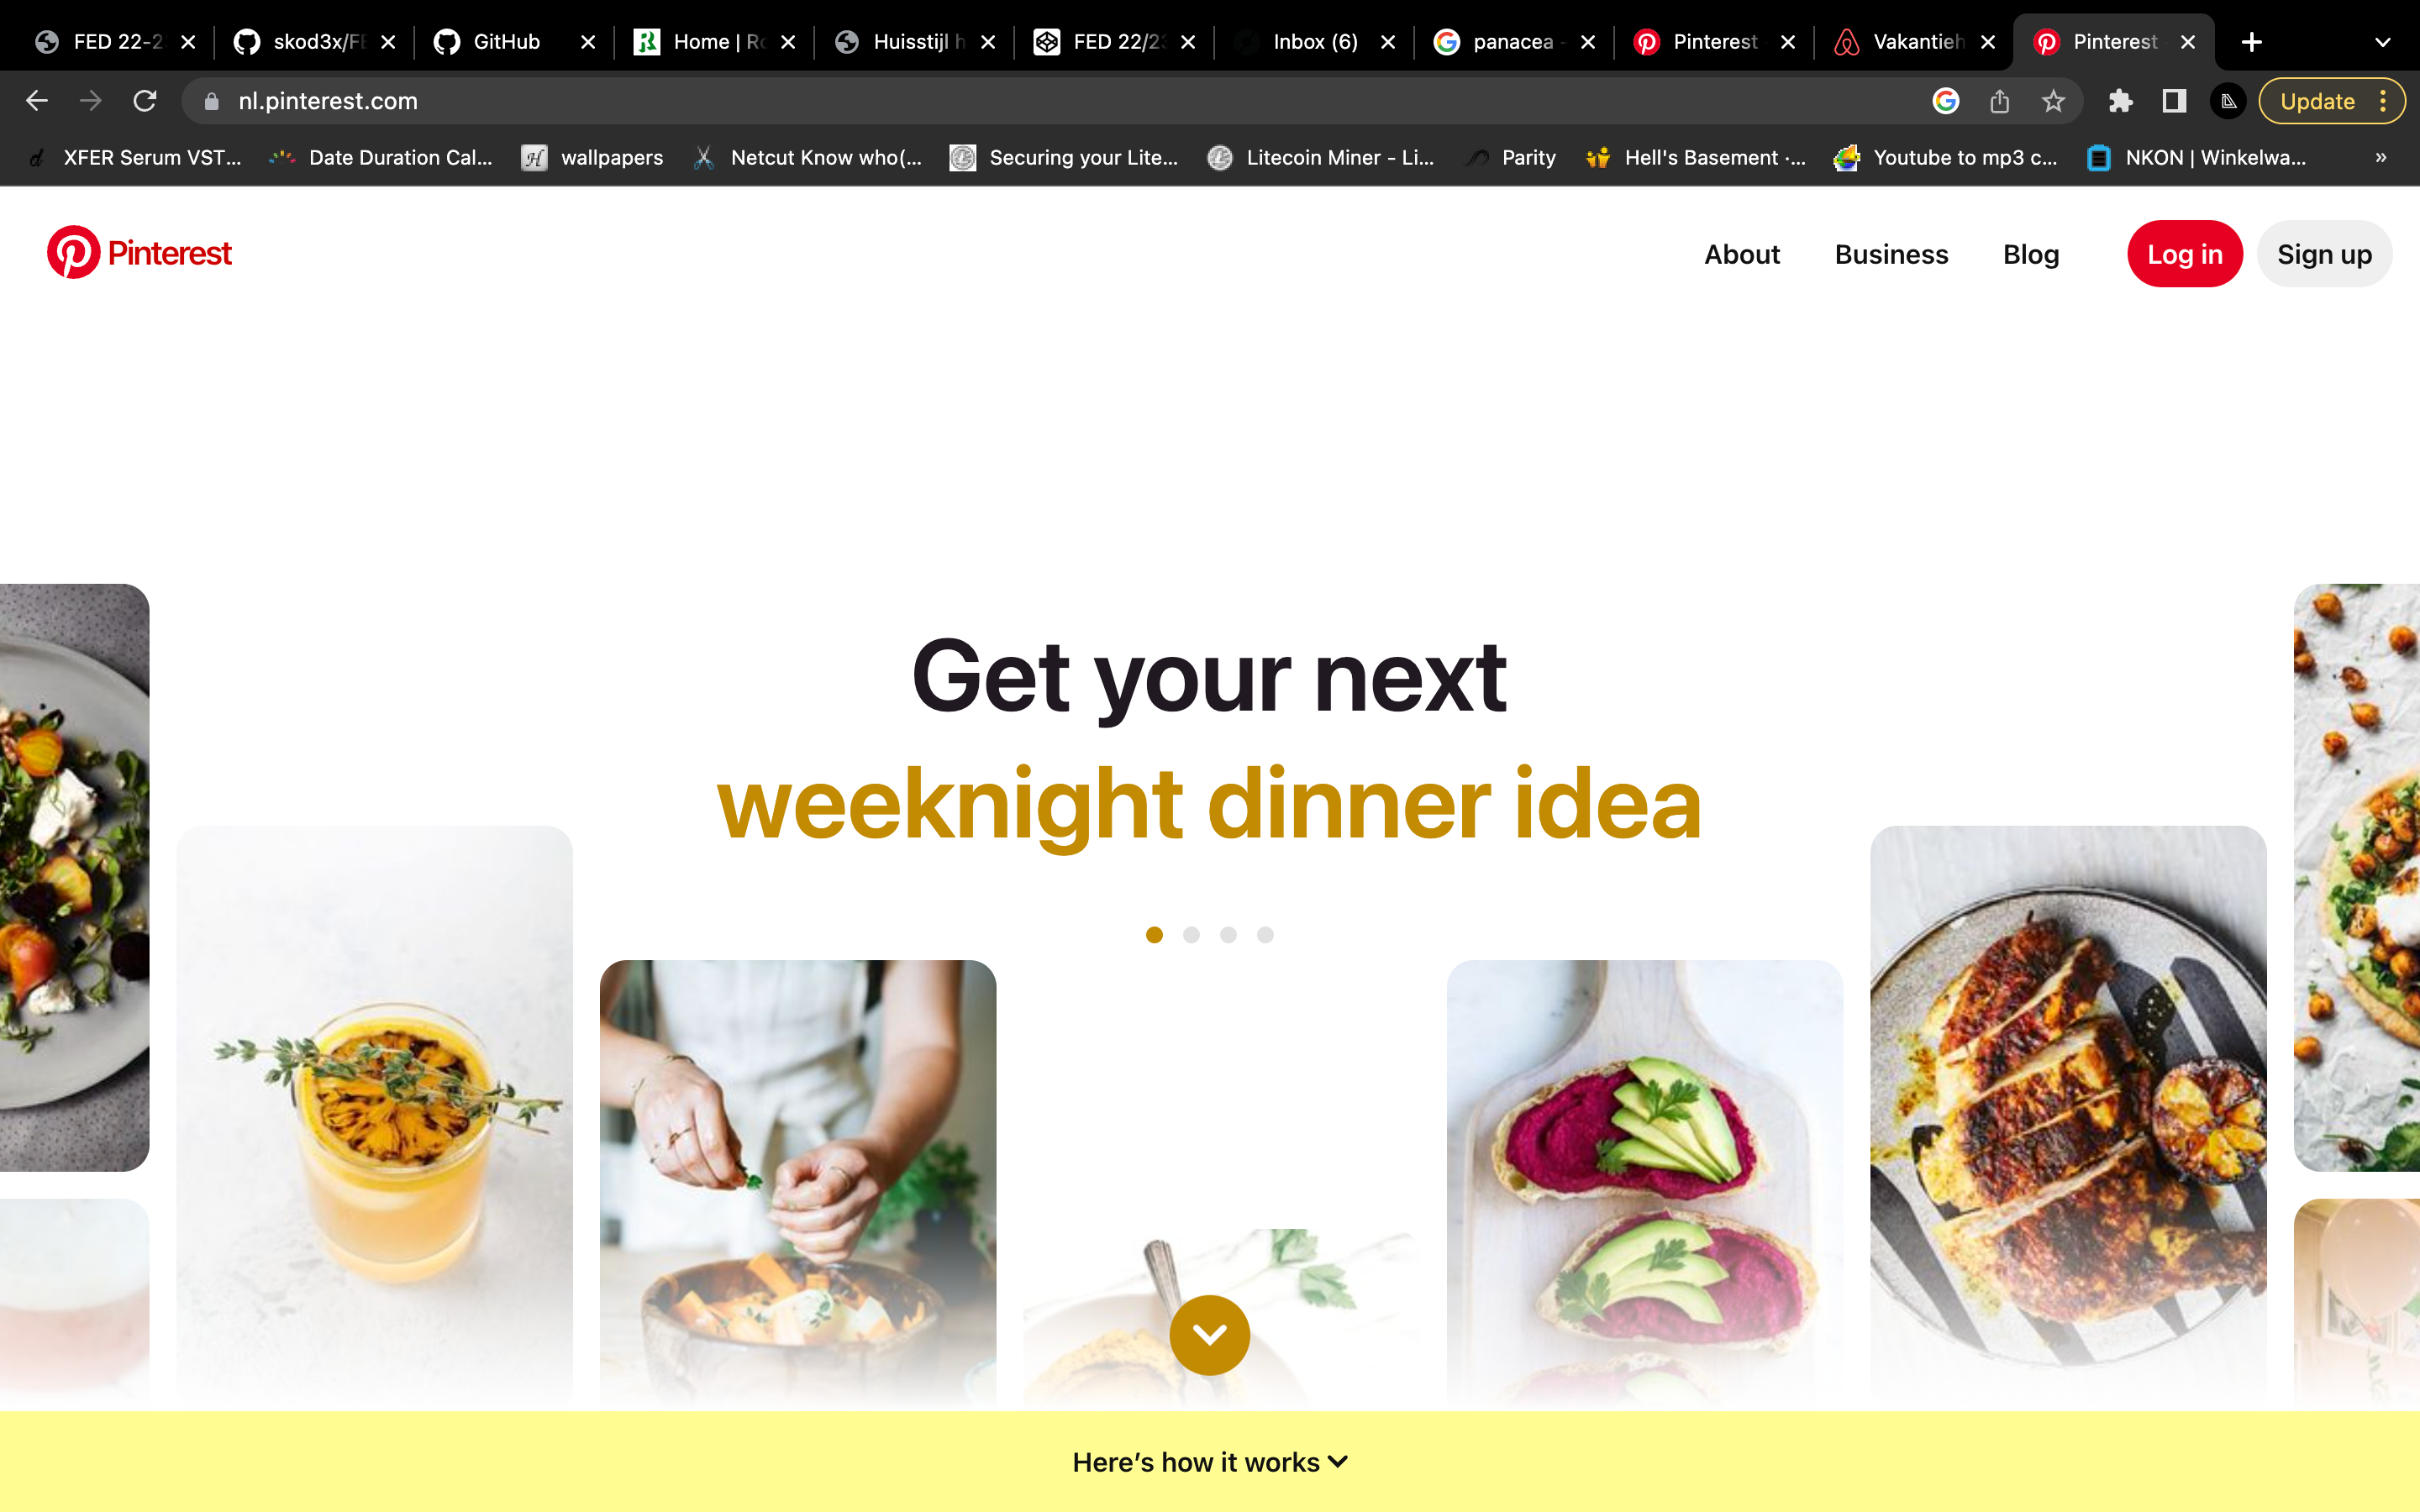 FED 22-2
skod3x/FE
GitHub
Home | Ro
Huisstijl h
FED 22/23
Inbox (6)
panacea -
Pinterest
Vakantieh
Pinterest
nl.pinterest.com
Update
XFER Serum VST...
Date Duration Cal...
wallpapers
Netcut Know who(...
Securing your Lite...
Litecoin Miner - Li...
Parity
Hell's Basement ·...
Youtube to mp3 c...
NKON | Winkelwa...
»
Pinterest
About
Business
Blog
Log in
Sign up
Get your next
weeknight dinner idea
Here’s how it works